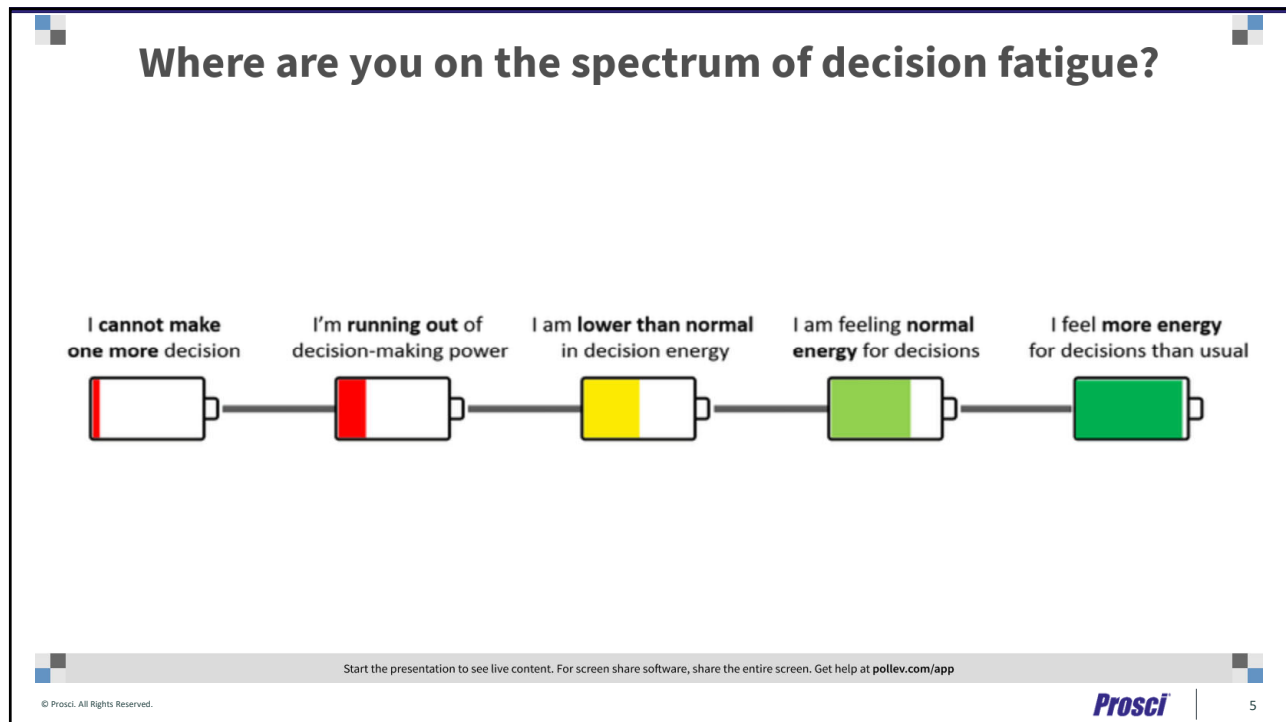 Where are you on the spectrum of decision fatigue?
I cannot make
one more decision
I'm running out of
decision-making power
I am lower than normal
in decision energy
I am feeling normal
energy for decisions
I feel more energy
for decisions than usual
Start the presentation to see live content. For screen share software, share the entire screen. Get help at pollev.com/app
© Prosci. All Rights Reserved.
Prosci
5